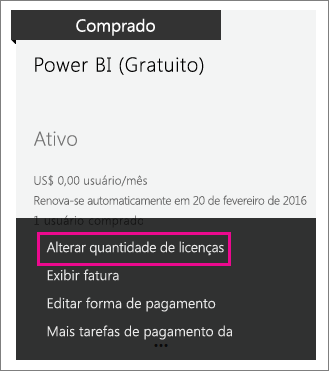 Comprado
Power BI (Gratuito)
Ativo
US$ 0,00 usuário/mês
Renova-se automaticamente em 20 de fevereiro de 2016
1 usuário comprado
Alterar quantidade de licenças
Exibir fatura
Editar forma de pagamento
Mais tarefas de pagamento da
...